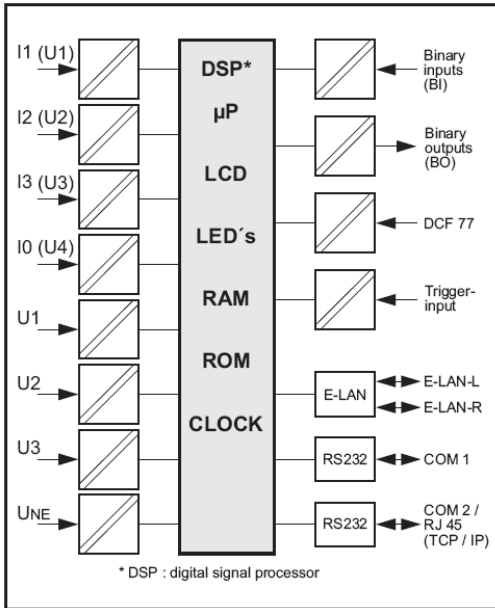 I1 (U1)
I2 (U2)
I3 (U3)
I0 (U4)
U1
U2
U3
UNE
DSP*
µP
LCD
LED´s
RAM
ROM
CLOCK
Binary
inputs
(BI)
Binary
outputs
(BO)
DCF 77
Trigger-
input
E-LAN
E-LAN-L
E-LAN-R
RS232
COM 1
RS232
COM 2 /
RJ 45
(TCP / IP)
* DSP : digital signal processor